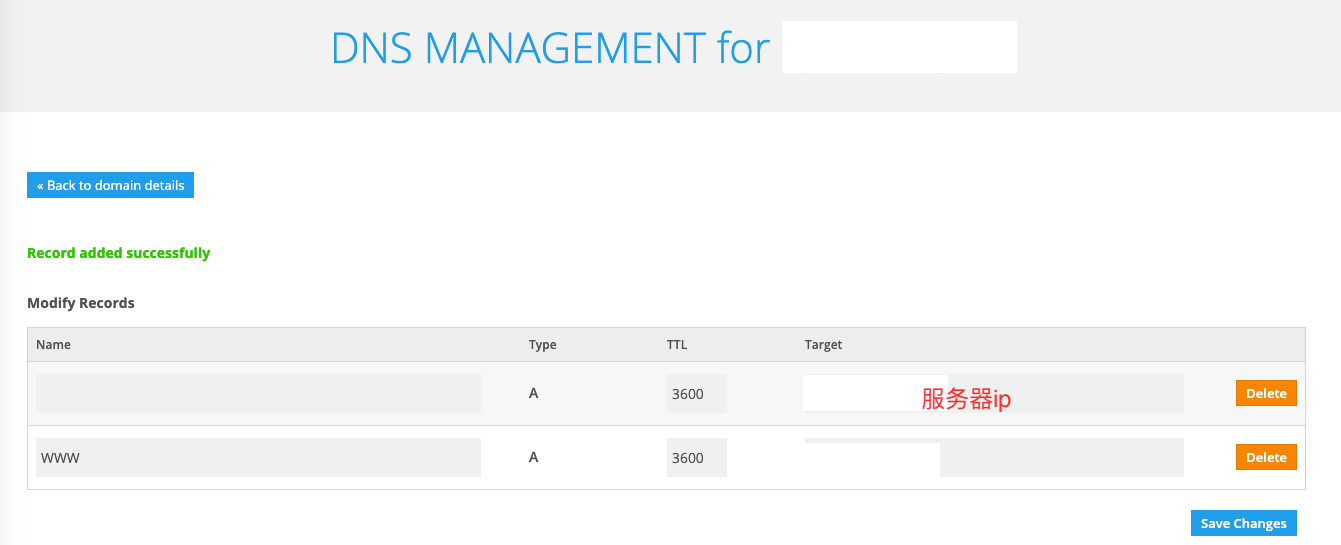 DNS MANAGEMENT for
« Back to domain details
Record added successfully
Modify Records
Name Type TTL Target
A 3600 服务器ip Delete
WWW A 3600 Delete
Save Changes